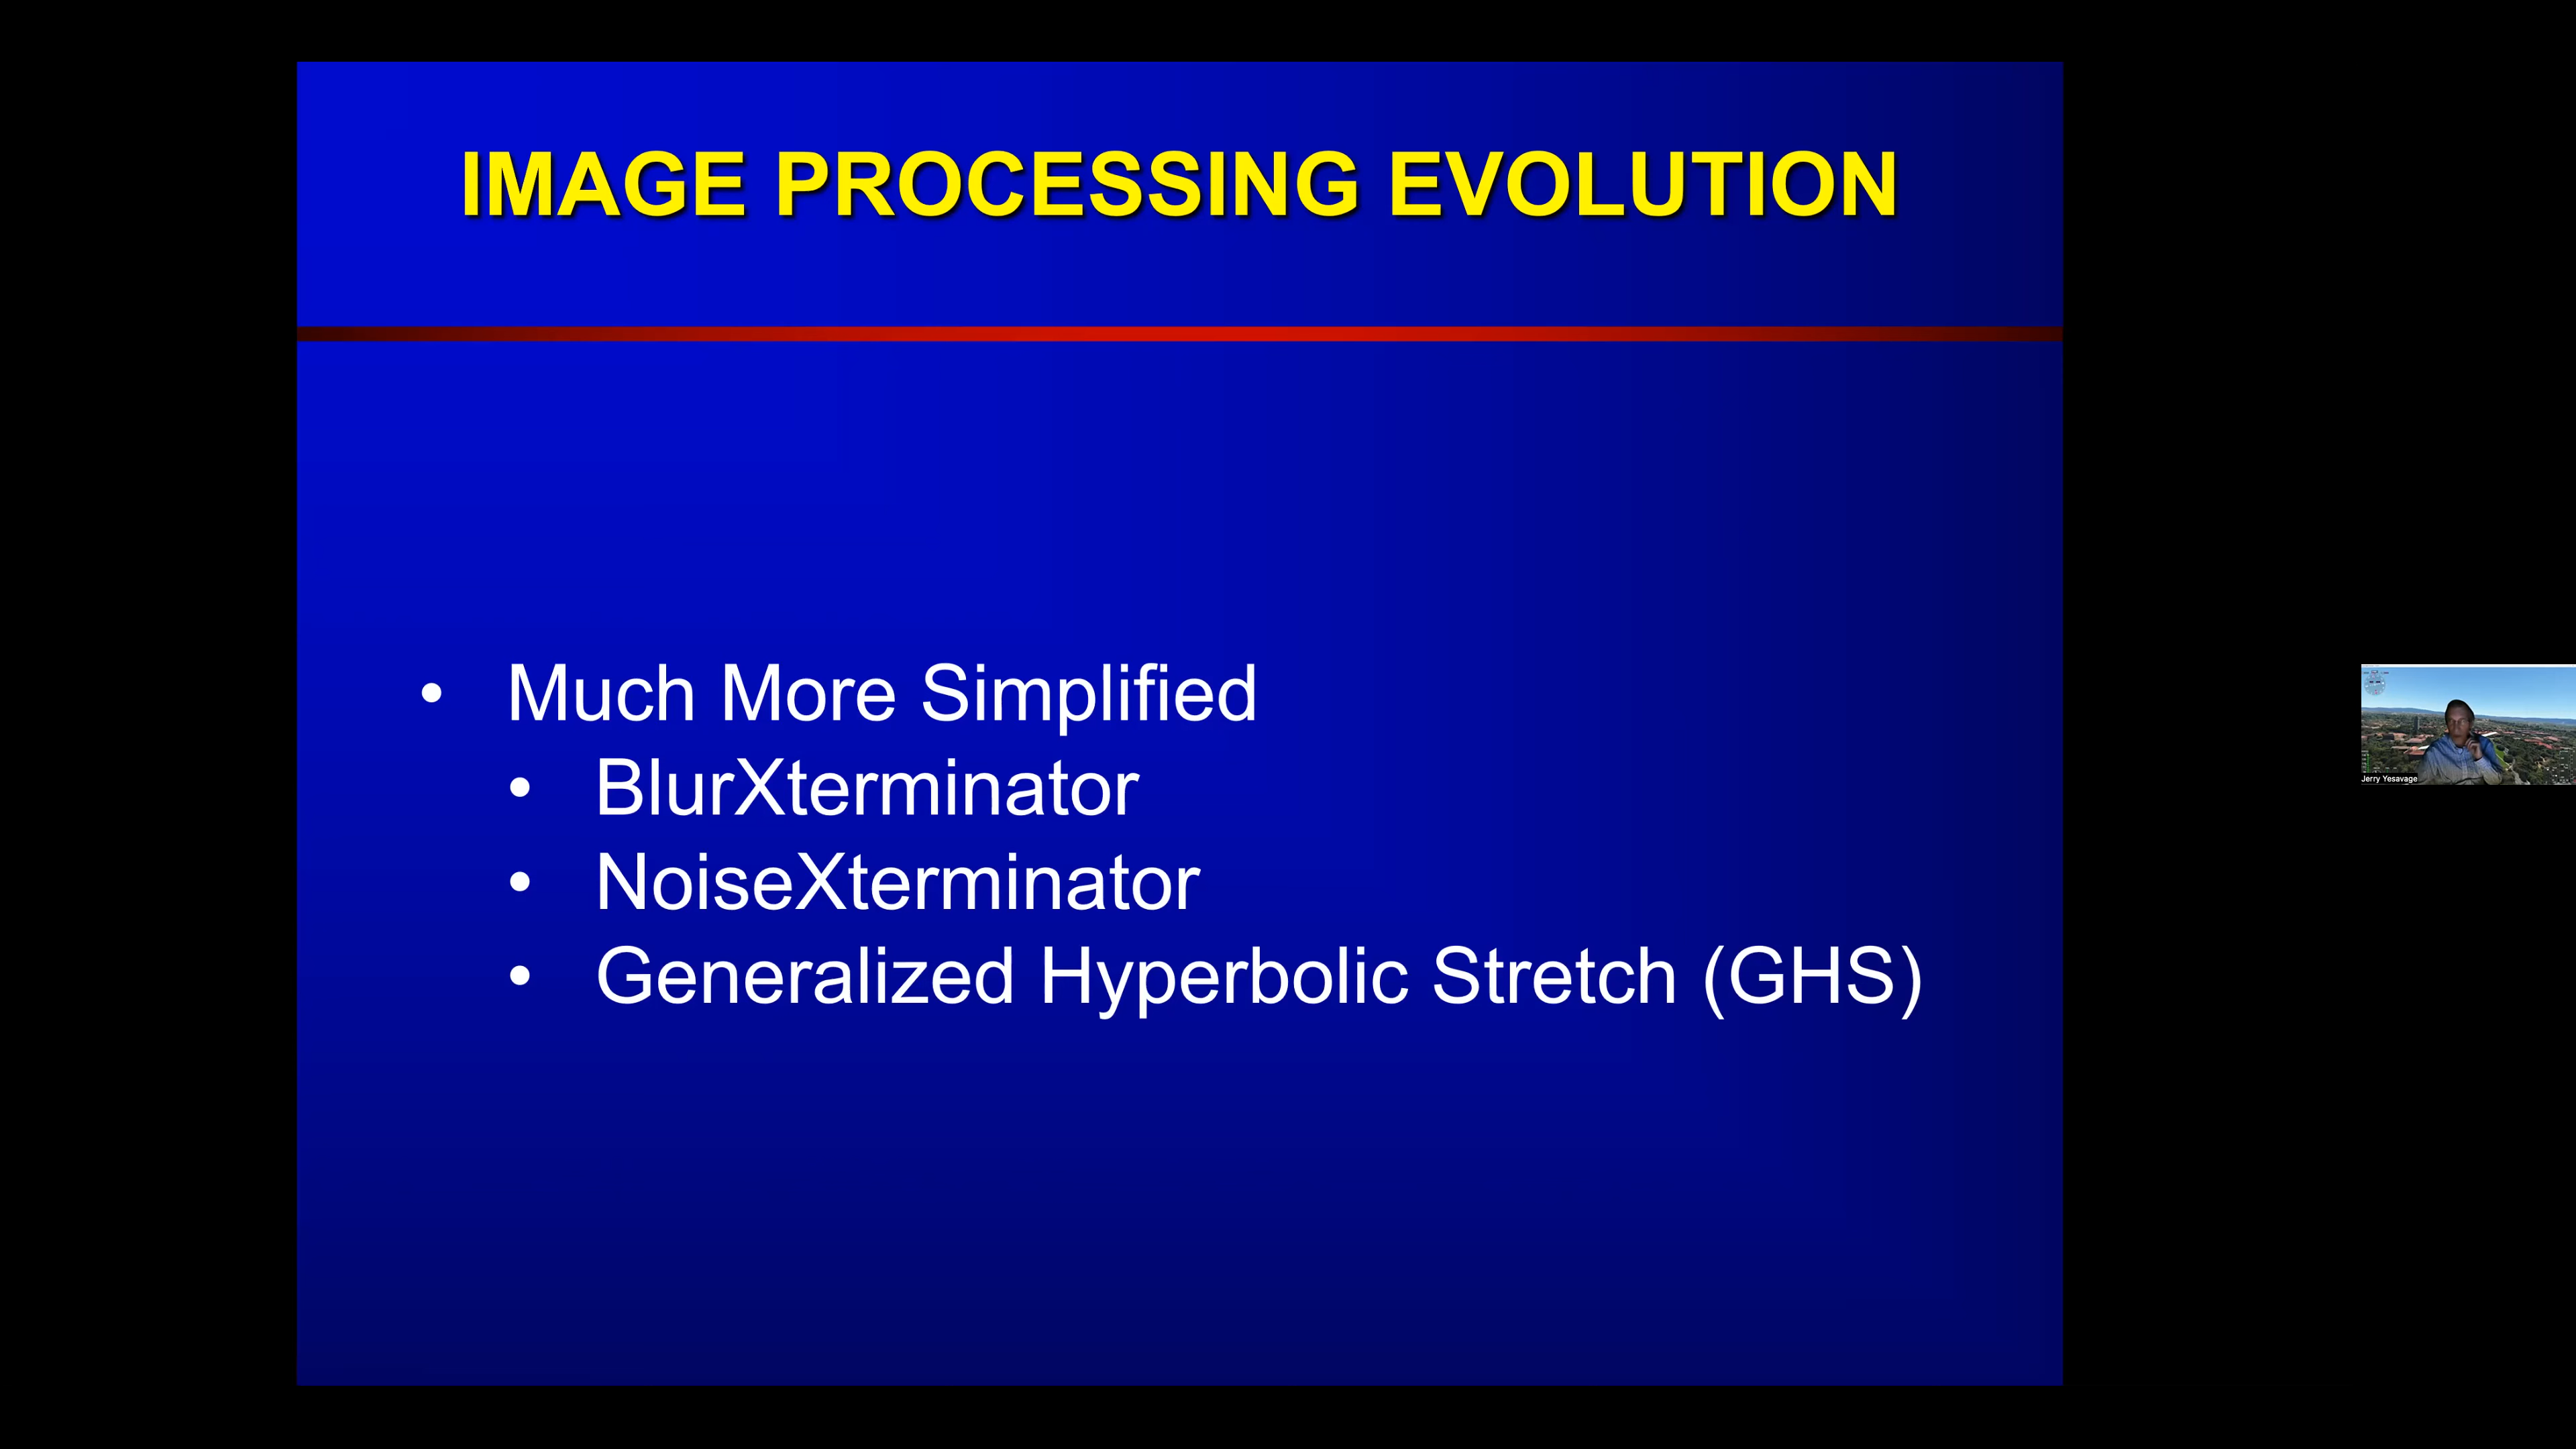 IMAGE PROCESSING EVOLUTION
• Much More Simplified
• BlurXterminator
• NoiseXterminator
• Generalized Hyperbolic Stretch (GHS)
Jerry Yesavage